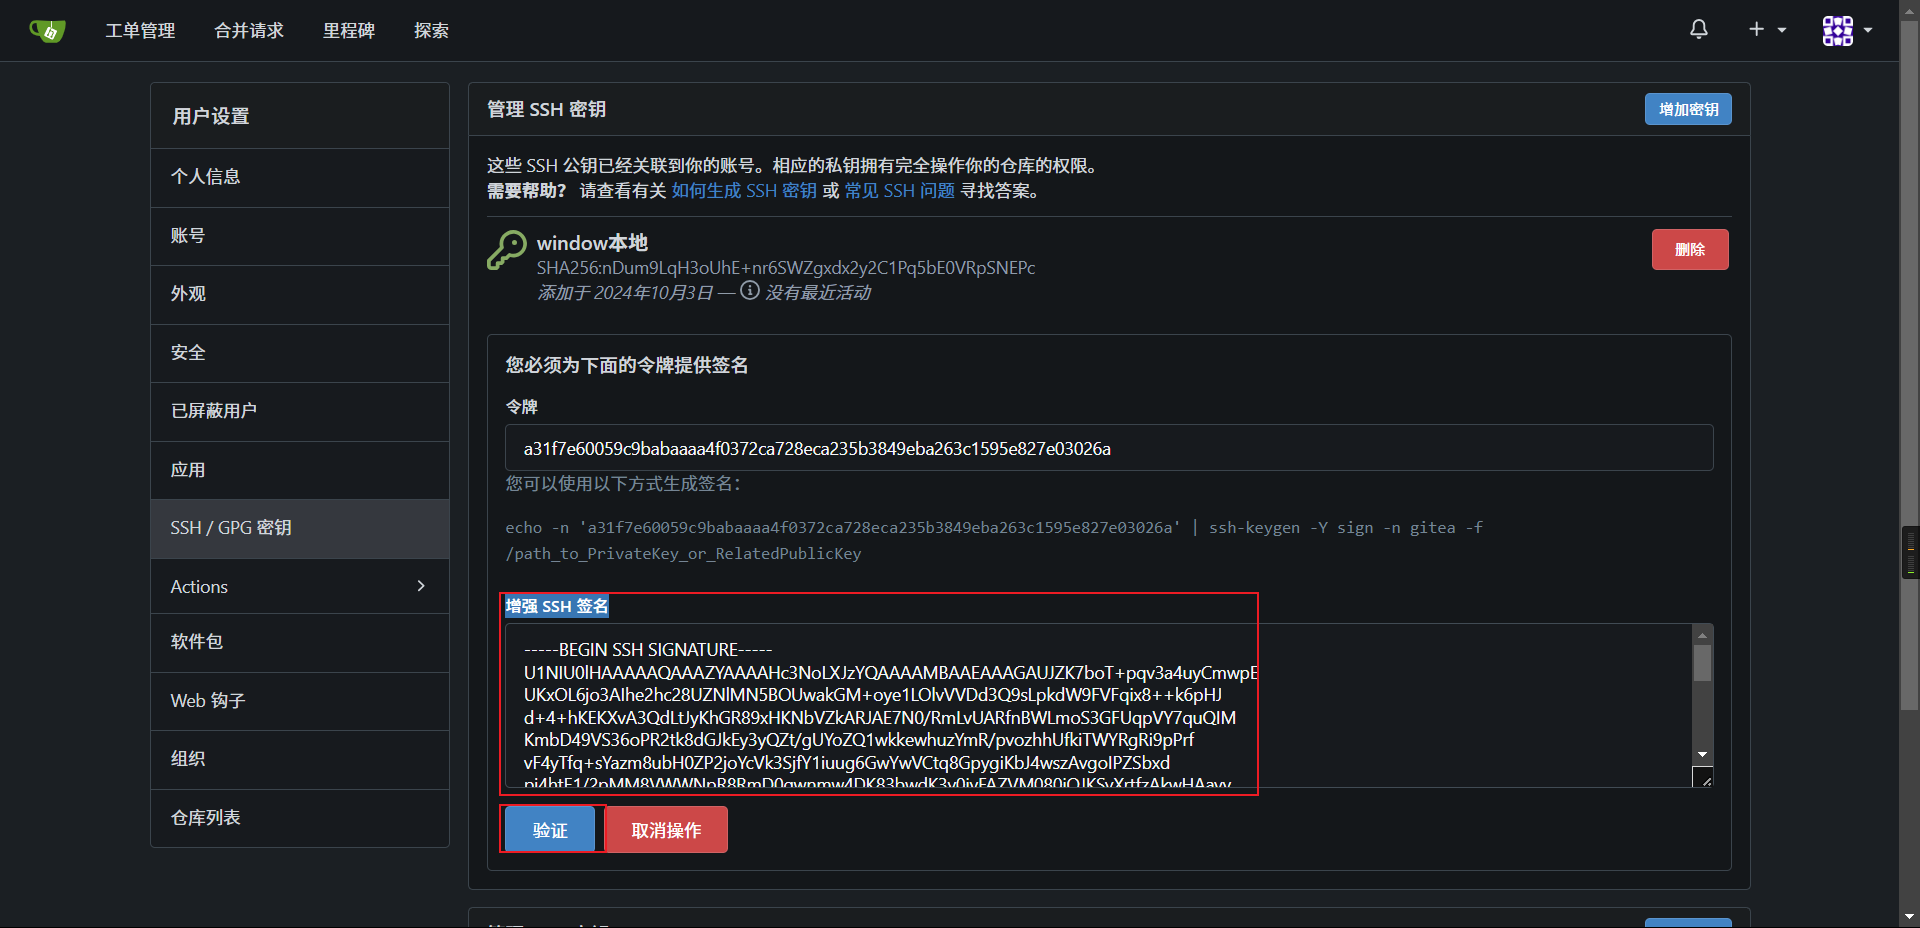 工单管理 合并请求 里程碑 探索
用户设置
个人信息
账号
外观
安全
已屏蔽用户
应用
SSH / GPG 密钥
Actions
软件包
Web 钩子
组织
仓库列表
管理 SSH 密钥
增加密钥
这些 SSH 公钥已经关联到你的账号。相应的私钥拥有完全操作你的仓库的权限。
需要帮助? 请查看有关 如何生成 SSH 密钥 或 常见 SSH 问题 寻找答案。
window本地
删除
SHA256:nDum9LqH3oUhE+nr6SWZgxdx2y2C1Pq5bE0VRpSNEPc
添加于 2024年10月3日 — 没有最近活动
您必须为下面的令牌提供签名
令牌
a31f7e60059c9babaaaa4f0372ca728eca235b3849eba263c1595e827e03026a
您可以使用以下方式生成签名：
echo -n 'a31f7e60059c9babaaaa4f0372ca728eca235b3849eba263c1595e827e03026a' | ssh-keygen -Y sign -n gitea -f
/path_to_PrivateKey_or_RelatedPublicKey
增强 SSH 签名
-----BEGIN SSH SIGNATURE-----
U1NIU0lHAAAAAQAAAZYAAAAHc3NoLXJzYQAAAAMBAAEAAAGAUJZK7boT+pqv3a4uyCmwpE
UKxOL6jo3AIhe2hc28UZNlMN5BOUwakGM+oye1LOlvVVDd3Q9sLpkdW9FVFqix8++k6pHJ
d+4+hKEKXvA3QdLtJyKhGR89xHKNbVZkARJAE7N0/RmLvUARfnBWLmoS3GFUqpVY7quQIM
KmbD49VS36oPR2tk8dGJkEy3yQZt/gUYoZQ1wkkewhuzYmR/pvozhhUfkiTWYRgRi9pPrf
vF4yTfq+sYazm8ubH0ZP2joYcVk3SjfY1iuug6GwYwVCtq8GpygiKbJ4wszAvgoIPZSbxd
验证 取消操作